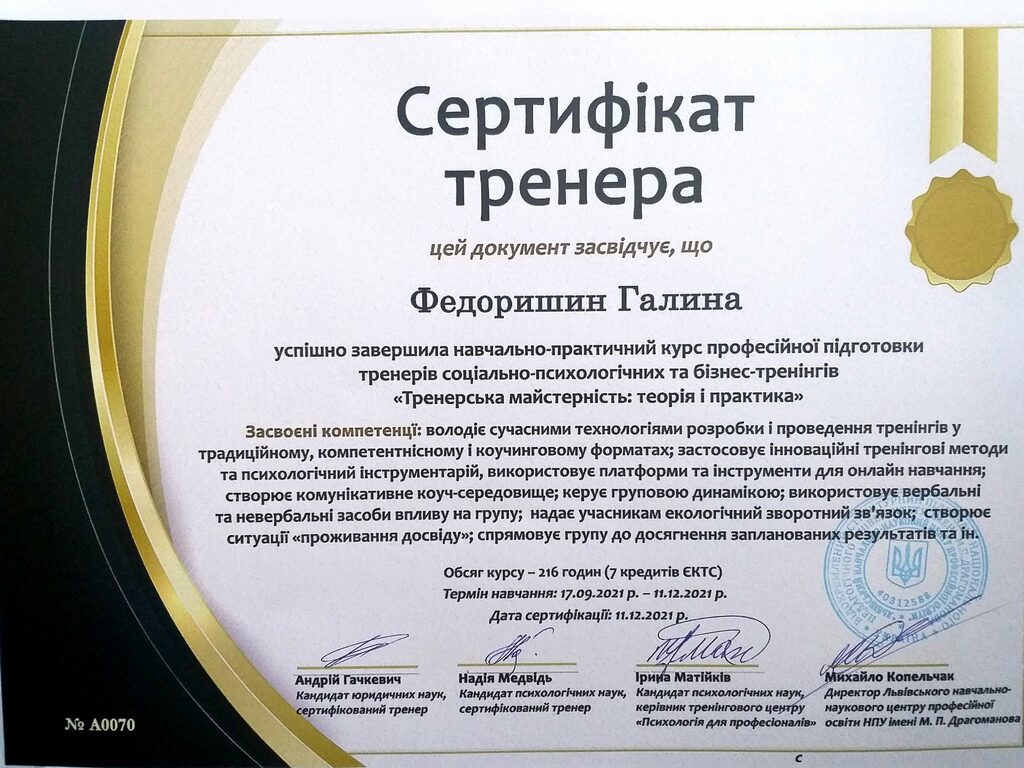 Сертифікат
тренера
цей документ засвідчує, що
Федоришин Галина
успішно завершила навчально-практичний курс професійної підготовки
тренерів соціально-психологічних та бізнес-тренінгів
«Тренерська майстерність: теорія і практика»
Засвоєні компетенції: володіє сучасними технологіями розробки і проведення тренінгів у
традиційному, компетентнісному і коучинговому форматах; застосовує інноваційні тренінгові методи
та психологічний інструментарій, використовує платформи та інструменти для онлайн навчання;
створює комунікативне коуч-середовище; керує груповою динамікою; використовує вербальні
та невербальні засоби впливу на групу; надає учасникам екологічний зворотний зв'язок; створює
ситуації «проживання досвіду»; спрямовує групу до досягнення запланованих результатів та ін.
Обсяг курсу – 216 годин (7 кредитів ЄКТС)
Термін навчання: 17.09.2021 р. – 11.12.2021 р.
Дата сертифікації: 11.12.2021 р.
40312588
Андрій Гачкевич
Кандидат юридичних наук,
сертифікований тренер
Надія Медвідь
Кандидат психологічних наук,
сертифікований тренер
Ірина Матійків
Кандидат психологічних наук,
керівник тренінгового центру
«Психологія для професіоналів»
Михайло Копельчак
Директор Львівського навчально-
наукового центру професійної
освіти НПУ імені М. П. Драгоманова
№ А0070
с